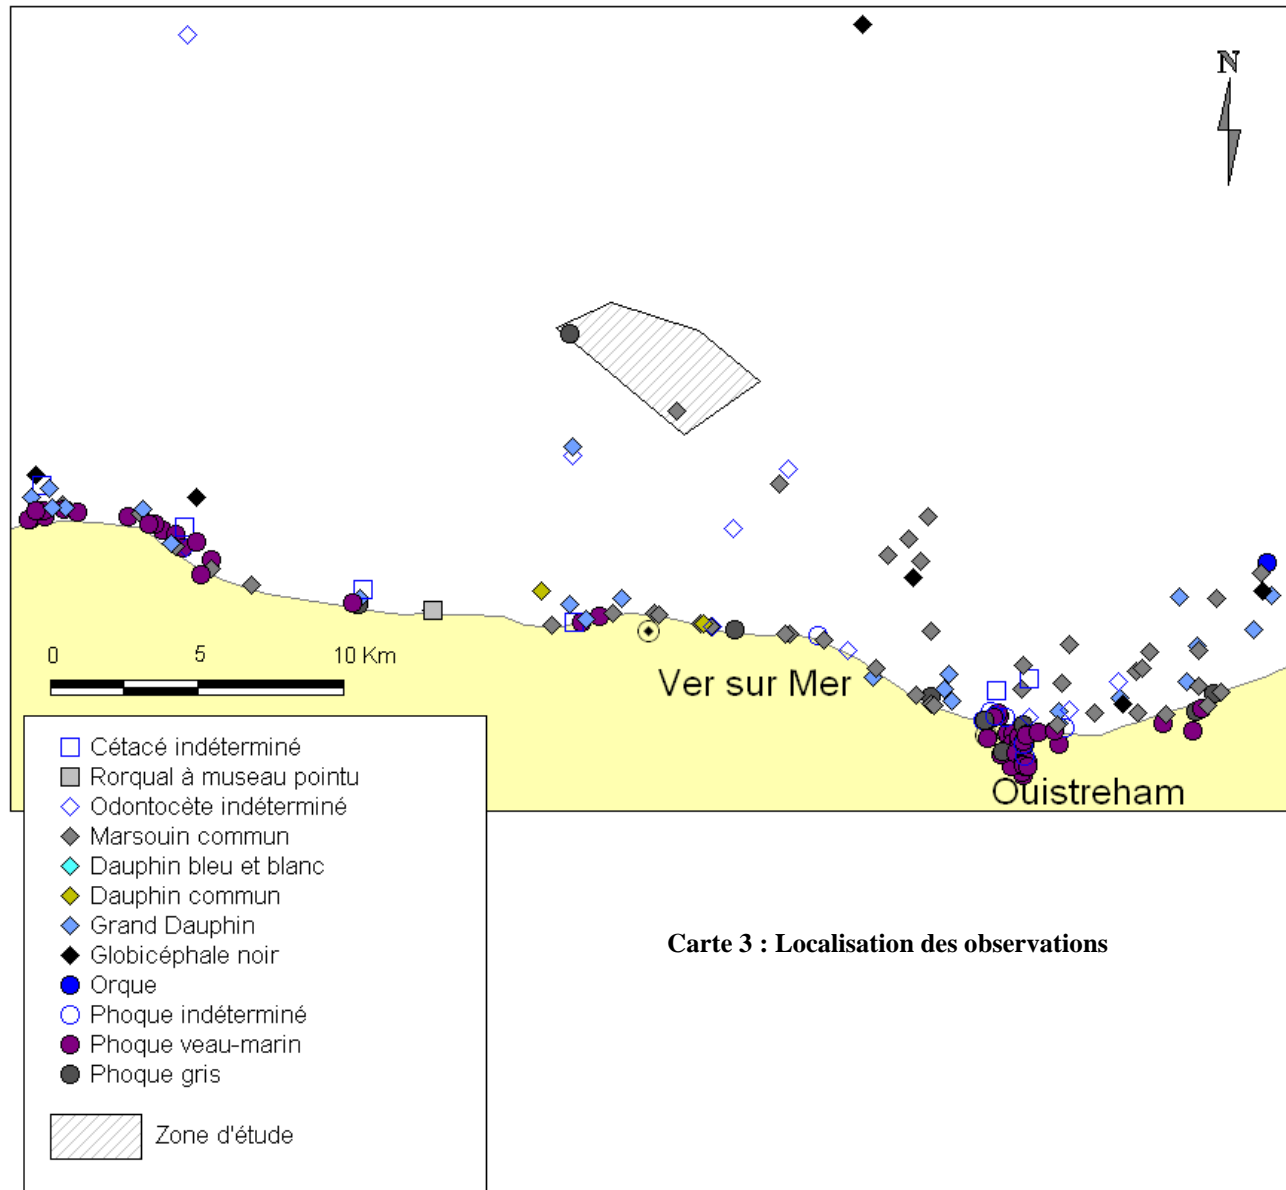 N
0 5 10 Km
Ver sur Mer
Ouistreham
Cétacé indéterminé
Rorqual à museau pointu
Odontocète indéterminé
Marsouin commun
Dauphin bleu et blanc
Dauphin commun
Grand Dauphin
Globicéphale noir
Orque
Phoque indéterminé
Phoque veau-marin
Phoque gris
Zone d'étude
Carte 3 : Localisation des observations